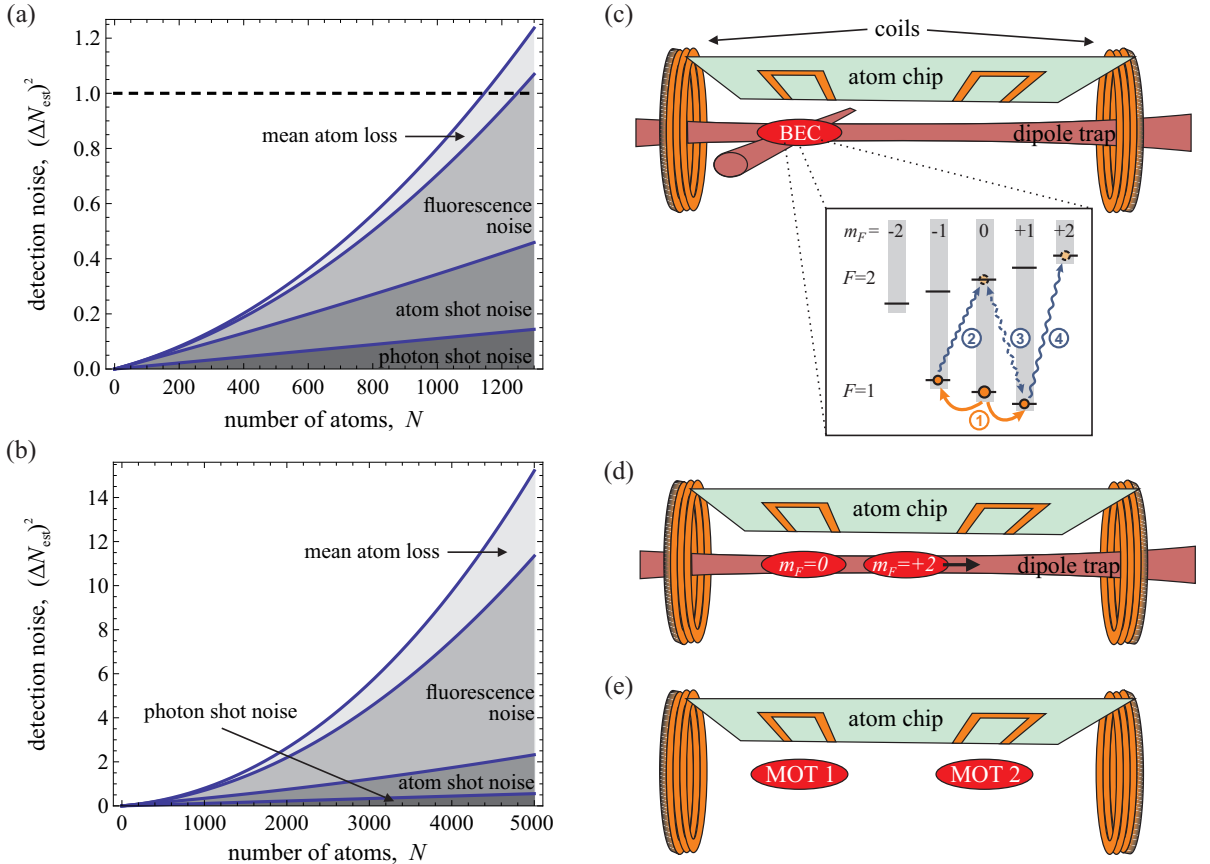 (a)
detection noise, (ΔN_est)²
1.2
1.0
0.8
0.6
0.4
0.2
0.0
mean atom loss
fluorescence
noise
atom shot noise
photon shot noise
0 200 400 600 800 1000 1200
number of atoms, N
(b)
detection noise, (ΔN_est)²
14
12
10
8
6
4
2
0
mean atom loss
fluorescence
noise
photon shot noise
atom shot noise
0 1000 2000 3000 4000 5000
number of atoms, N
(c)
coils
atom chip
BEC
dipole trap
m_F= -2 -1 0 +1 +2
F=2
2 3 4
F=1
1
(d)
atom chip
m_F=0 m_F=+2
dipole trap
(e)
atom chip
MOT 1 MOT 2